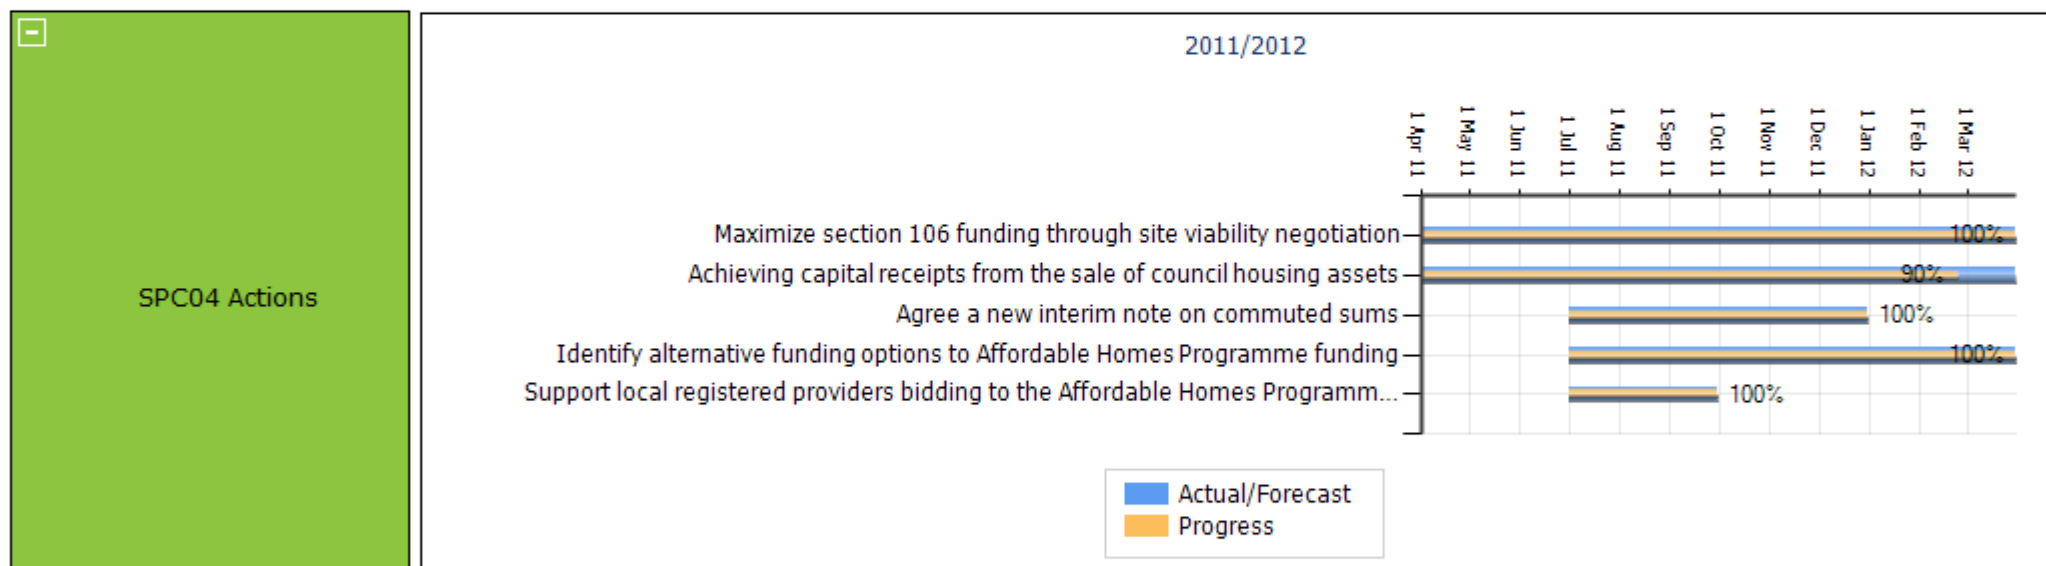 SPC04 Actions
2011/2012
1 Apr 11
1 May 11
1 Jun 11
1 Jul 11
1 Aug 11
1 Sep 11
1 Oct 11
1 Nov 11
1 Dec 11
1 Jan 12
1 Feb 12
1 Mar 12
Maximize section 106 funding through site viability negotiation 100%
Achieving capital receipts from the sale of council housing assets 90%
Agree a new interim note on commuted sums 100%
Identify alternative funding options to Affordable Homes Programme funding 100%
Support local registered providers bidding to the Affordable Homes Programm... 100%
Actual/Forecast
Progress